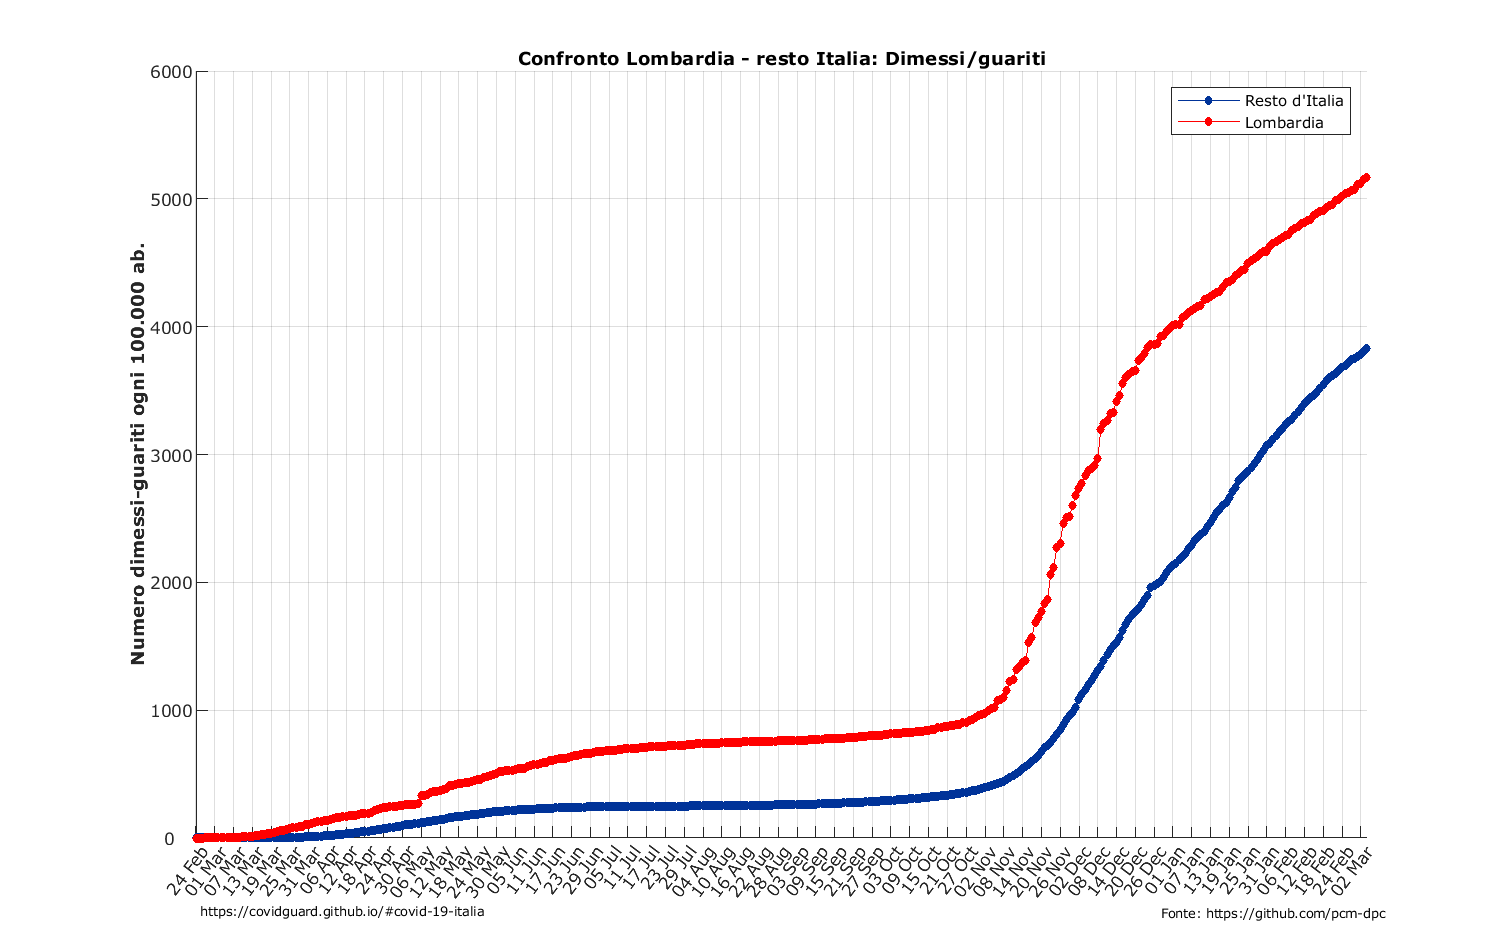 Confronto Lombardia - resto Italia: Dimessi/guariti
Resto d'Italia
Lombardia
Numero dimessi-guariti ogni 100.000 ab.
6000
5000
4000
3000
2000
1000
0
24 Feb
01 Mar
07 Mar
13 Mar
19 Mar
25 Mar
31 Mar
06 Apr
12 Apr
18 Apr
24 Apr
30 Apr
06 May
12 May
18 May
24 May
30 May
05 Jun
11 Jun
17 Jun
23 Jun
29 Jun
05 Jul
11 Jul
17 Jul
23 Jul
29 Jul
04 Aug
10 Aug
16 Aug
22 Aug
28 Aug
03 Sep
09 Sep
15 Sep
21 Sep
27 Sep
03 Oct
09 Oct
15 Oct
21 Oct
27 Oct
02 Nov
08 Nov
14 Nov
20 Nov
26 Nov
02 Dec
08 Dec
14 Dec
20 Dec
26 Dec
01 Jan
07 Jan
13 Jan
19 Jan
25 Jan
31 Jan
06 Feb
12 Feb
18 Feb
24 Feb
02 Mar
https://covidguard.github.io/#covid-19-italia
Fonte: https://github.com/pcm-dpc